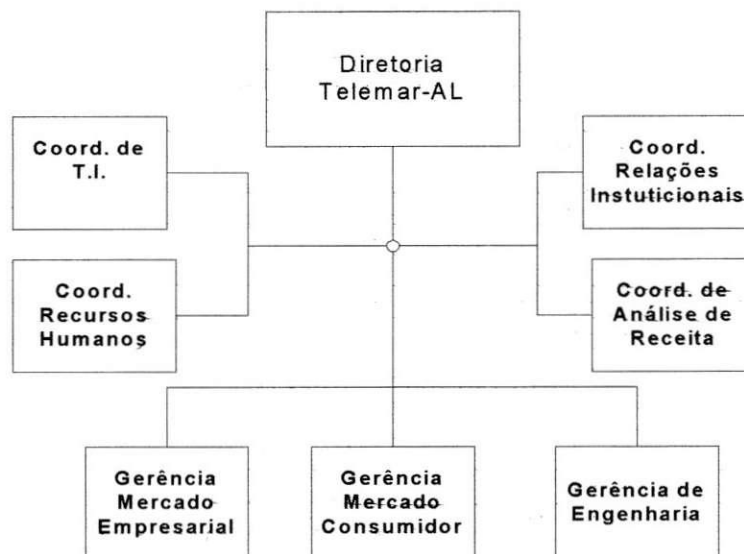 Diretoria
Telemar-AL
Coord. de
T.I.
Coord.
Relações
Instuticionais
Coord.
Recursos
Humanos
Coord. de
Análise de
Receita
Gerência
Mercado
Empresarial
Gerência
Mercado
Consumidor
Gerência de
Engenharia